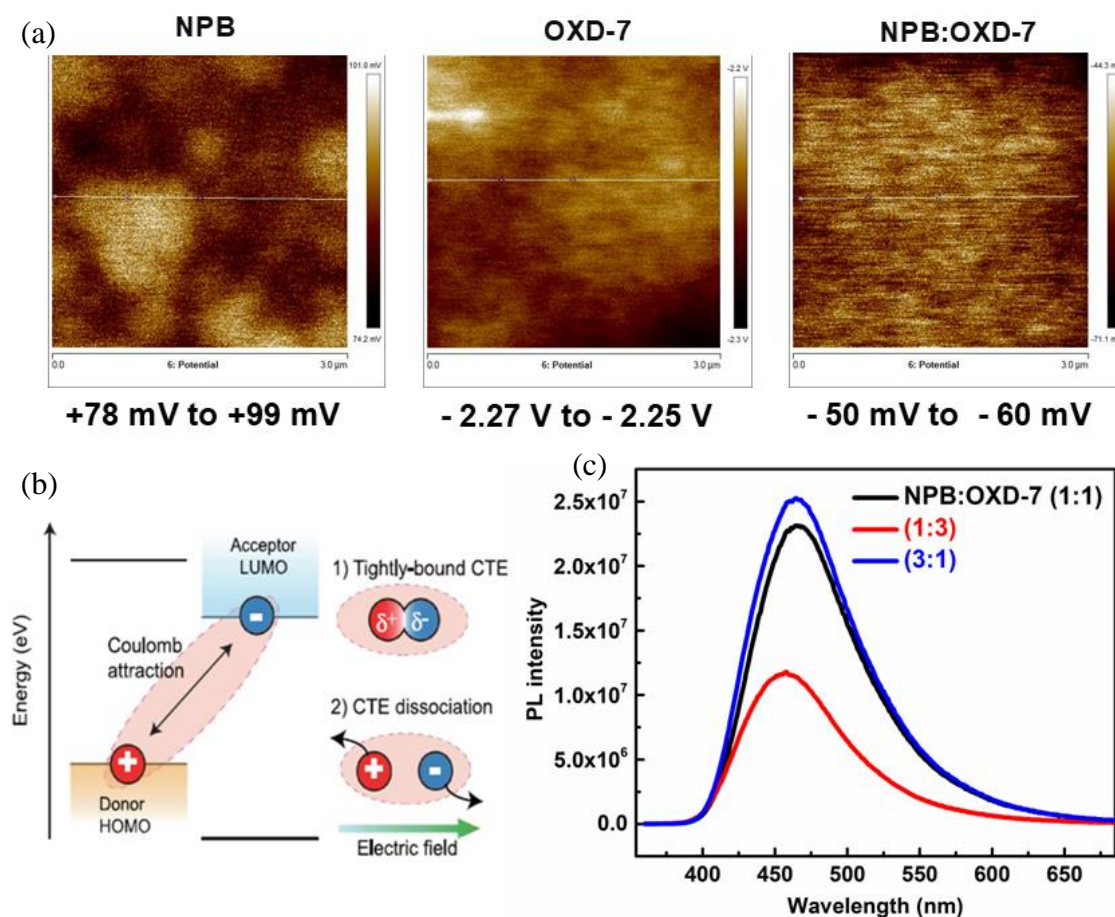 (a)
NPB
OXD-7
NPB:OXD-7
101.0 mV
74.2 mV
0.0 6: Potential 3.0 µm
-2.2 V
-2.3 V
0.0 6: Potential 3.0 µm
-44.3 m
-71.1 m
0.0 6: Potential 3.0 µm
+78 mV to +99 mV
- 2.27 V to - 2.25 V
- 50 mV to - 60 mV
(b)
Energy (eV)
Acceptor
LUMO
-
Coulomb
attraction
+
Donor
HOMO
1) Tightly-bound CTE
δ+ δ-
2) CTE dissociation
+ -
Electric field
(c)
PL intensity
2.5x10⁷
2.0x10⁷
1.5x10⁷
1.0x10⁷
5.0x10⁶
0.0
NPB:OXD-7 (1:1)
(1:3)
(3:1)
400 450 500 550 600 650
Wavelength (nm)